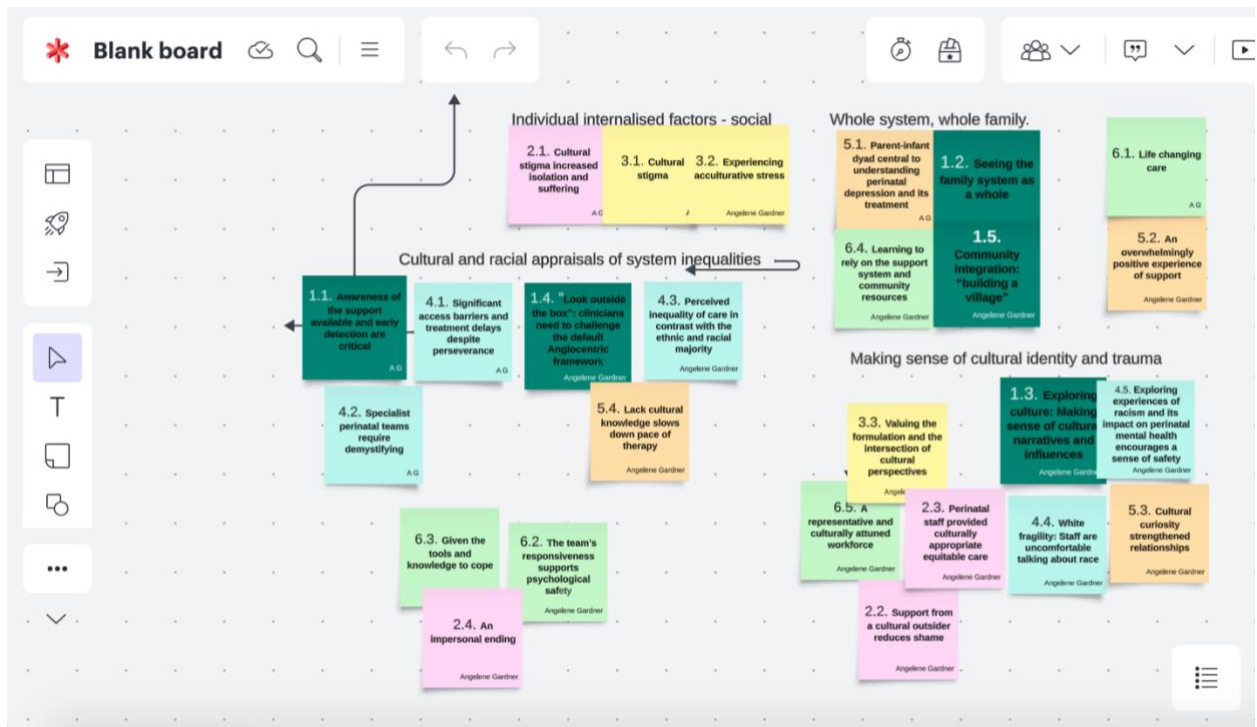 Blank board
Individual internalised factors - social
2.1. Cultural
stigma increased
isolation and
suffering
A G
3.1. Cultural
stigma
3.2. Experiencing
acculturative stress
Angelene Gardner
Whole system, whole family.
5.1. Parent-infant
dyad central to
understanding
perinatal
depression and its
treatment
A G
1.2. Seeing the
family system as
a whole
6.4. Learning to
rely on the support
system and
community
resources
Angelene Gardner
1.5.
Community
integration:
“building a
village”
Angelene Gardner
6.1. Life changing
care
A G
5.2. An
overwhelmingly
positive experience
of support
Angelene Gardner
Cultural and racial appraisals of system inequalities
1.1. Awareness of
the support
available and early
detection are
critical
A G
4.1. Significant
access barriers and
treatment delays
despite
perseverance
A G
1.4. "Look outside
the box": clinicians
need to challenge
the default
Anglocentric
framework
Angelene Gardner
4.3. Perceived
inequality of care in
contrast with the
ethnic and racial
majority
Angelene Gardner
4.2. Specialist
perinatal teams
require
demystifying
A G
5.4. Lack cultural
knowledge slows
down pace of
therapy
Angelene Gardner
6.3. Given the
tools and
knowledge to cope
6.2. The team’s
responsiveness
supports
psychological
safety
Angelene Gardner
2.4. An
impersonal ending
Angelene Gardner
Making sense of cultural identity and trauma
3.3. Valuing the
formulation and the
intersection of
cultural
perspectives
1.3. Exploring
culture: Making
sense of cultura
narratives and
influences
Angelene Gardn
4.5. Exploring
experiences of
racism and its
impact on perinatal
mental health
encourages a
sense of safety
Angelene Gardner
6.5. A
representative and
culturally attuned
workforce
Angelene Gardner
2.3. Perinatal
staff provided
culturally
appropriate
equitable care
Angelene Gardner
4.4. White
fragility: Staff are
uncomfortable
talking about race
Angelene Gardner
5.3. Cultural
curiosity
strengthened
relationships
Angelene Gardner
2.2. Support from
a cultural outsider
reduces shame
Angelene Gardner